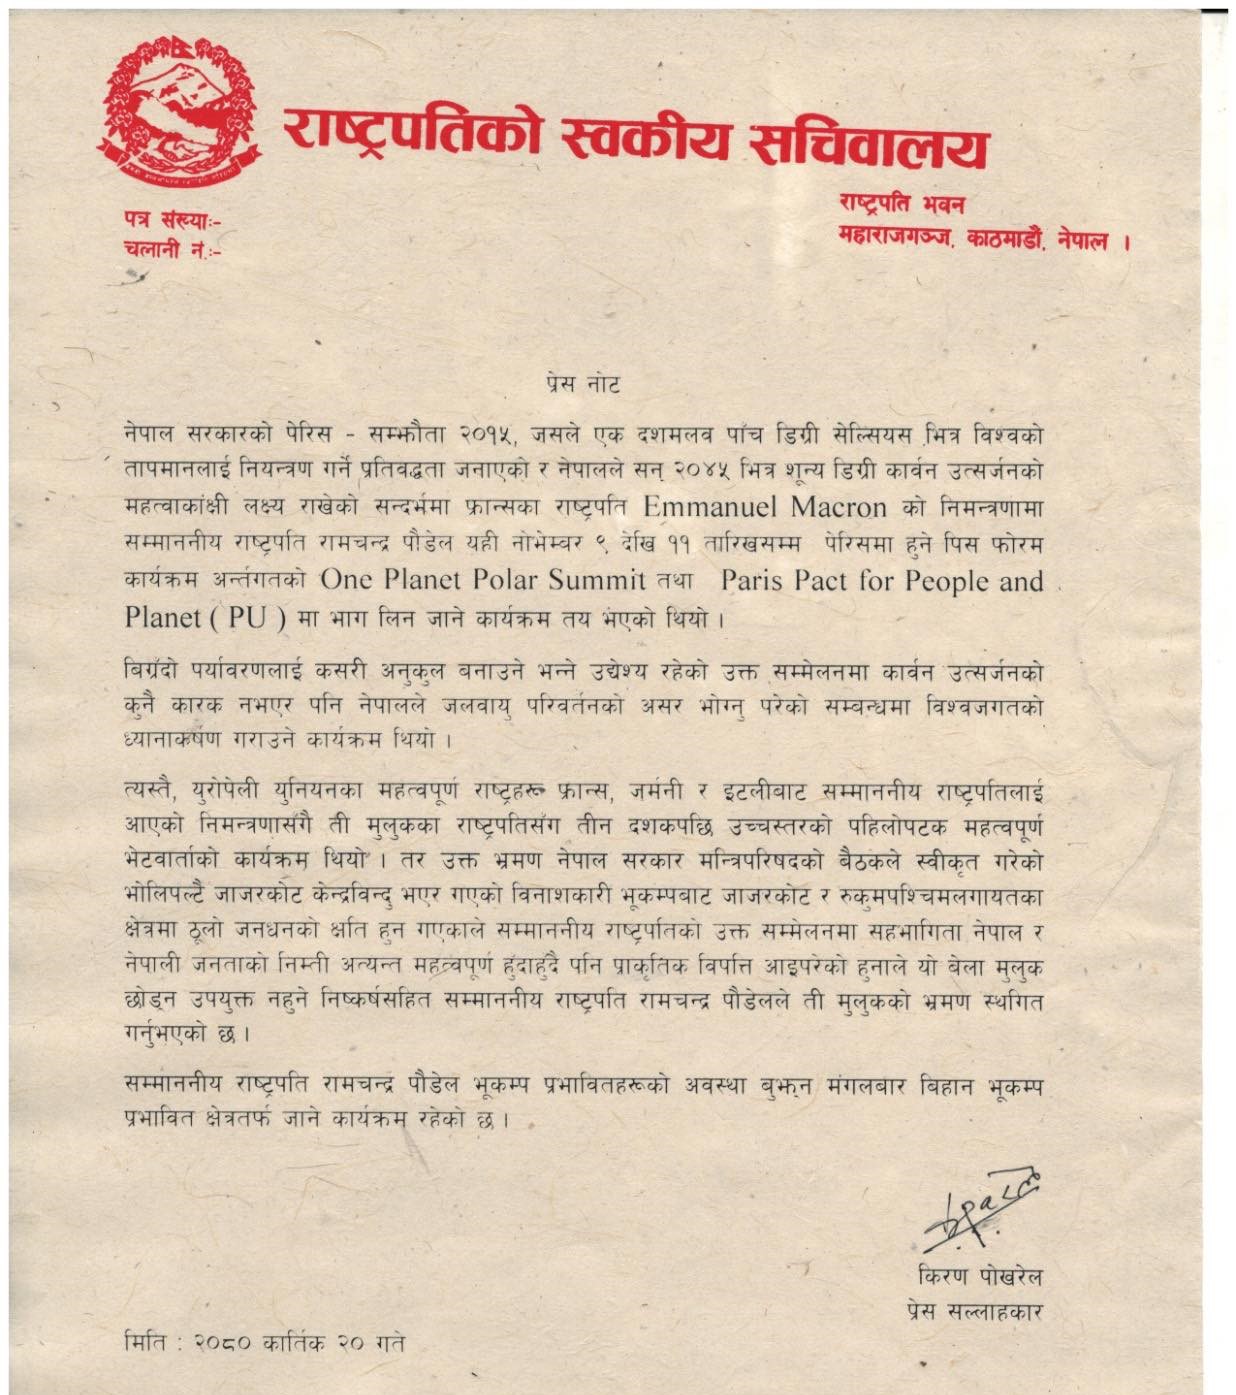 राष्ट्रपतिको स्वकीय सचिवालय
पत्र संख्याः-
चलानी नं.:-
राष्ट्रपति भवन
महाराजगञ्ज, काठमाडौं, नेपाल ।
प्रेस नोट
नेपाल सरकारको पेरिस - सम्झौता २०१५, जसले एक दशमलव पाँच डिग्री सेल्सियस भित्र विश्वको
तापमानलाई नियन्त्रण गर्ने प्रतिवद्धता जनाएको र नेपालले सन् २०४५ भित्र शून्य डिग्री कार्वन उत्सर्जनको
महत्वाकांक्षी लक्ष्य राखेको सन्दर्भमा फ्रान्सका राष्ट्रपति Emmanuel Macron को निमन्त्रणामा
सम्माननीय राष्ट्रपति रामचन्द्र पौडेल यही नोभेम्वर ९ देखि ११ तारिखसम्म पेरिसमा हुने पिस फोरम
कार्यक्रम अर्न्तगतको One Planet Polar Summit तथा Paris Pact for People and
Planet ( PU ) मा भाग लिन जाने कार्यक्रम तय भएको थियो ।
बिग्रँदो पर्यावरणलाई कसरी अनुकुल बनाउने भन्ने उद्येश्य रहेको उक्त सम्मेलनमा कार्वन उत्सर्जनको
कुनै कारक नभएर पनि नेपालले जलवायु परिवर्तनको असर भोग्नु परेको सम्बन्धमा विश्वजगतको
ध्यानाकर्षण गराउने कार्यक्रम थियो ।
त्यस्तै, युरोपेली युनियनका महत्वपूर्ण राष्ट्रहरू फ्रान्स, जर्मनी र इटलीबाट सम्माननीय राष्ट्रपतिलाई
आएको निमन्त्रणासँगै ती मुलुकका राष्ट्रपतिसँग तीन दशकपछि उच्चस्तरको पहिलोपटक महत्वपूर्ण
भेटवार्ताको कार्यक्रम थियो । तर उक्त भ्रमण नेपाल सरकार मन्त्रिपरिषदको बैठकले स्वीकृत गरेको
भोलिपल्टै जाजरकोट केन्द्रविन्दु भएर गएको विनाशकारी भूकम्पबाट जाजरकोट र रुकुमपश्चिमलगायतका
क्षेत्रमा ठूलो जनधनको क्षति हुन गएकाले सम्माननीय राष्ट्रपतिको उक्त सम्मेलनमा सहभागिता नेपाल र
नेपाली जनताको निम्ती अत्यन्त महत्वपूर्ण हुँदाहुँदै पनि प्राकृतिक विपत्ति आइपरेको हुनाले यो बेला मुलुक
छोड्न उपयुक्त नहुने निष्कर्षसहित सम्माननीय राष्ट्रपति रामचन्द्र पौडेलले ती मुलुकको भ्रमण स्थगित
गर्नुभएको छ ।
सम्माननीय राष्ट्रपति रामचन्द्र पौडेल भूकम्प प्रभावितहरूको अवस्था बुझ्न मंगलबार बिहान भूकम्प
प्रभावित क्षेत्रतर्फ जाने कार्यक्रम रहेको छ ।
किरण पोखरेल
प्रेस सल्लाहकार
मिति : २०८० कार्तिक २० गते